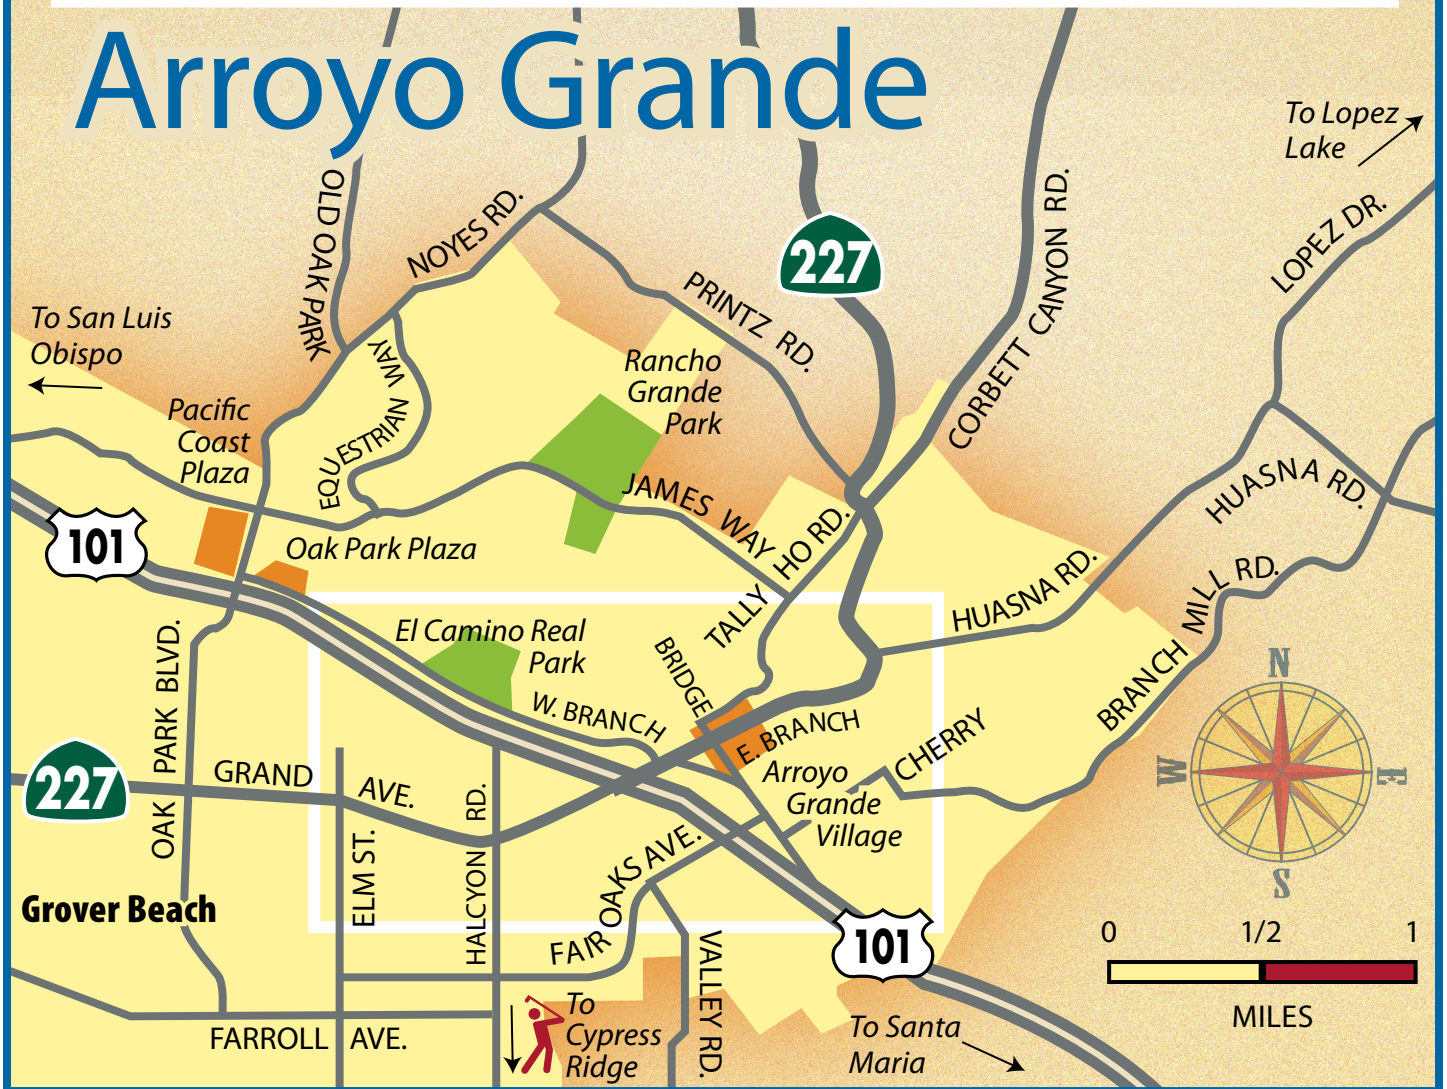 Arroyo Grande
To Lopez
Lake
OLD OAK PARK
NOYES RD.
227
PRINTZ RD.
CORBETT CANYON RD.
LOPEZ DR.
To San Luis
Obispo
EQUESTRIAN WAY
Rancho
Grande
Park
Pacific
Coast
Plaza
101
Oak Park Plaza
JAMES WAY
TALLY HO RD.
HUASNA RD.
HUASNA RD.
BRANCH MILL RD.
El Camino Real
Park
BRIDGE
W. BRANCH
E. BRANCH
CHERRY
Arroyo
Grande
Village
N
W
E
S
OAK PARK BLVD.
227
GRAND AVE.
ELM ST.
HALCYON RD.
FAIR OAKS AVE.
Grover Beach
101
VALLEY RD.
0 1/2 1
MILES
FARROLL AVE.
To
Cypress
Ridge
To Santa
Maria